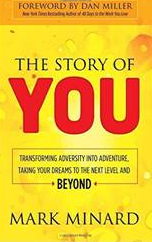 FOREWORD BY DAN MILLER
New York Times Bestselling Author of 48 Days to the Work You Love
THE STORY OF
YOU
TRANSFORMING ADVERSITY INTO ADVENTURE,
TAKING YOUR DREAMS TO THE NEXT LEVEL AND
BEYOND
MARK MINARD